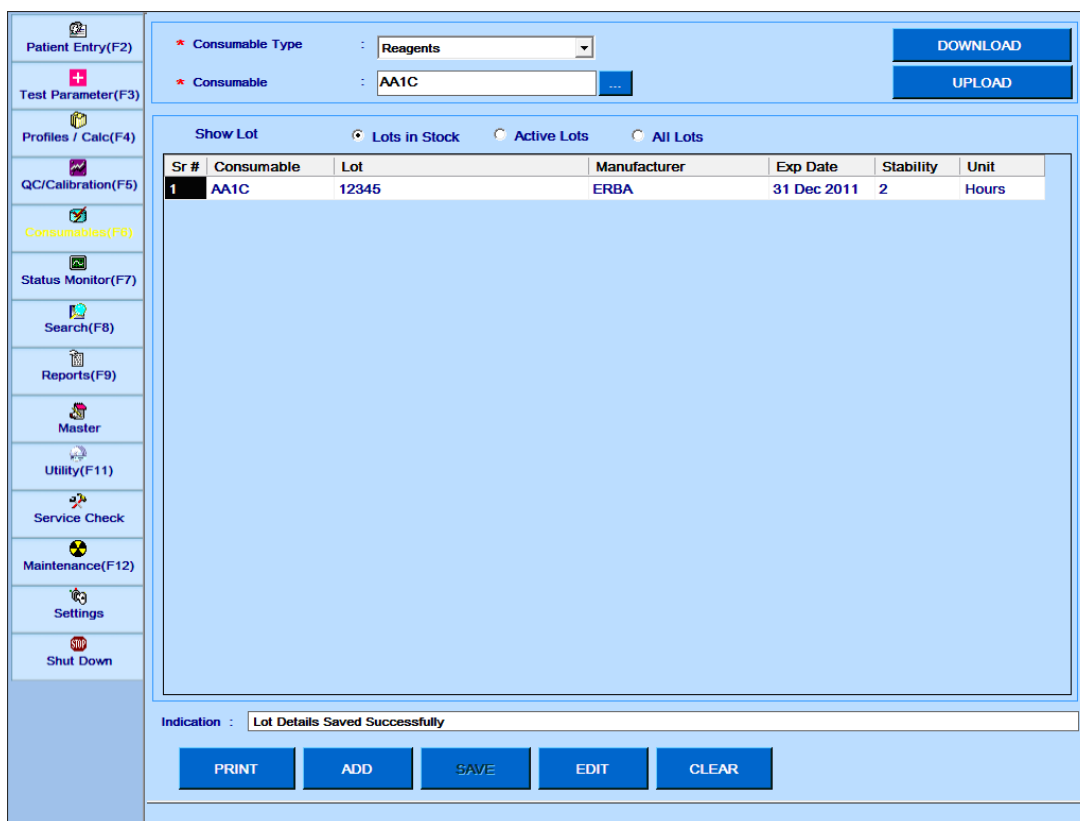 Patient Entry(F2)
Test Parameter(F3)
Profiles / Calc(F4)
QC/Calibration(F5)
Consumables(F6)
Status Monitor(F7)
Search(F8)
Reports(F9)
Master
Utility(F11)
Service Check
Maintenance(F12)
Settings
STOP
Shut Down
* Consumable Type : Reagents
DOWNLOAD
* Consumable : AA1C ...
UPLOAD
Show Lot Lots in Stock Active Lots All Lots
Sr # Consumable Lot Manufacturer Exp Date Stability Unit
1 AA1C 12345 ERBA 31 Dec 2011 2 Hours
Indication : Lot Details Saved Successfully
PRINT ADD SAVE EDIT CLEAR